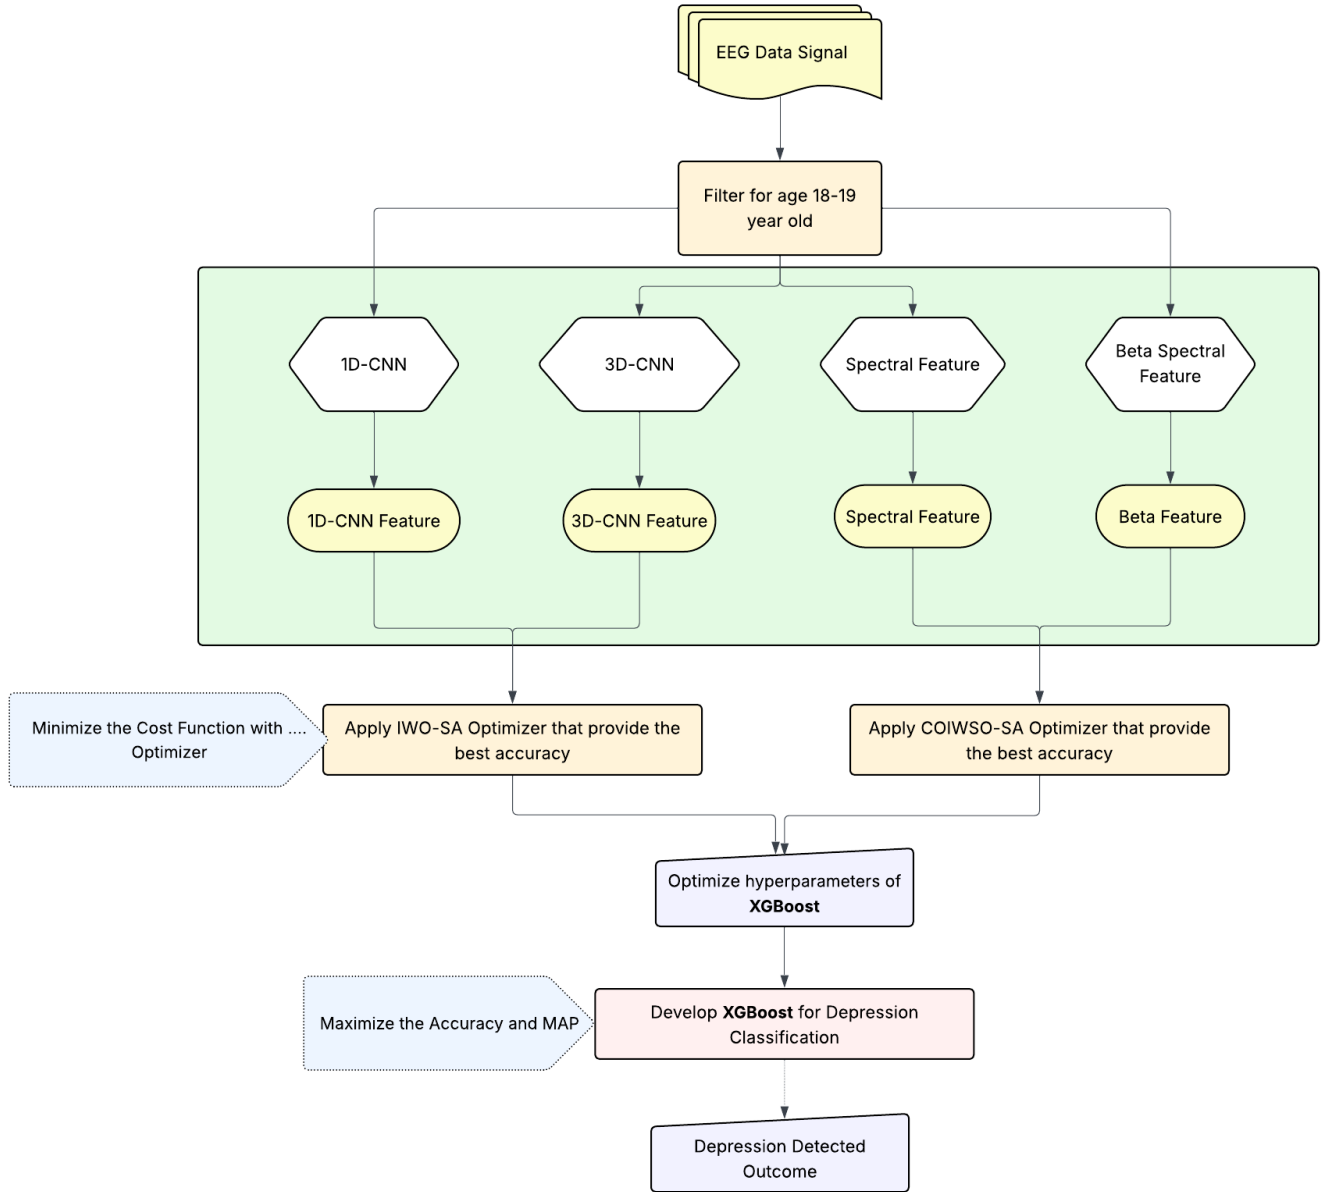 EEG Data Signal
Filter for age 18-19
year old
1D-CNN
3D-CNN
Spectral Feature
Beta Spectral
Feature
1D-CNN Feature
3D-CNN Feature
Spectral Feature
Beta Feature
Minimize the Cost Function with ....
Optimizer
Apply IWO-SA Optimizer that provide the
best accuracy
Apply COIWSO-SA Optimizer that provide
the best accuracy
Optimize hyperparameters of
XGBoost
Maximize the Accuracy and MAP
Develop XGBoost for Depression
Classification
Depression Detected
Outcome